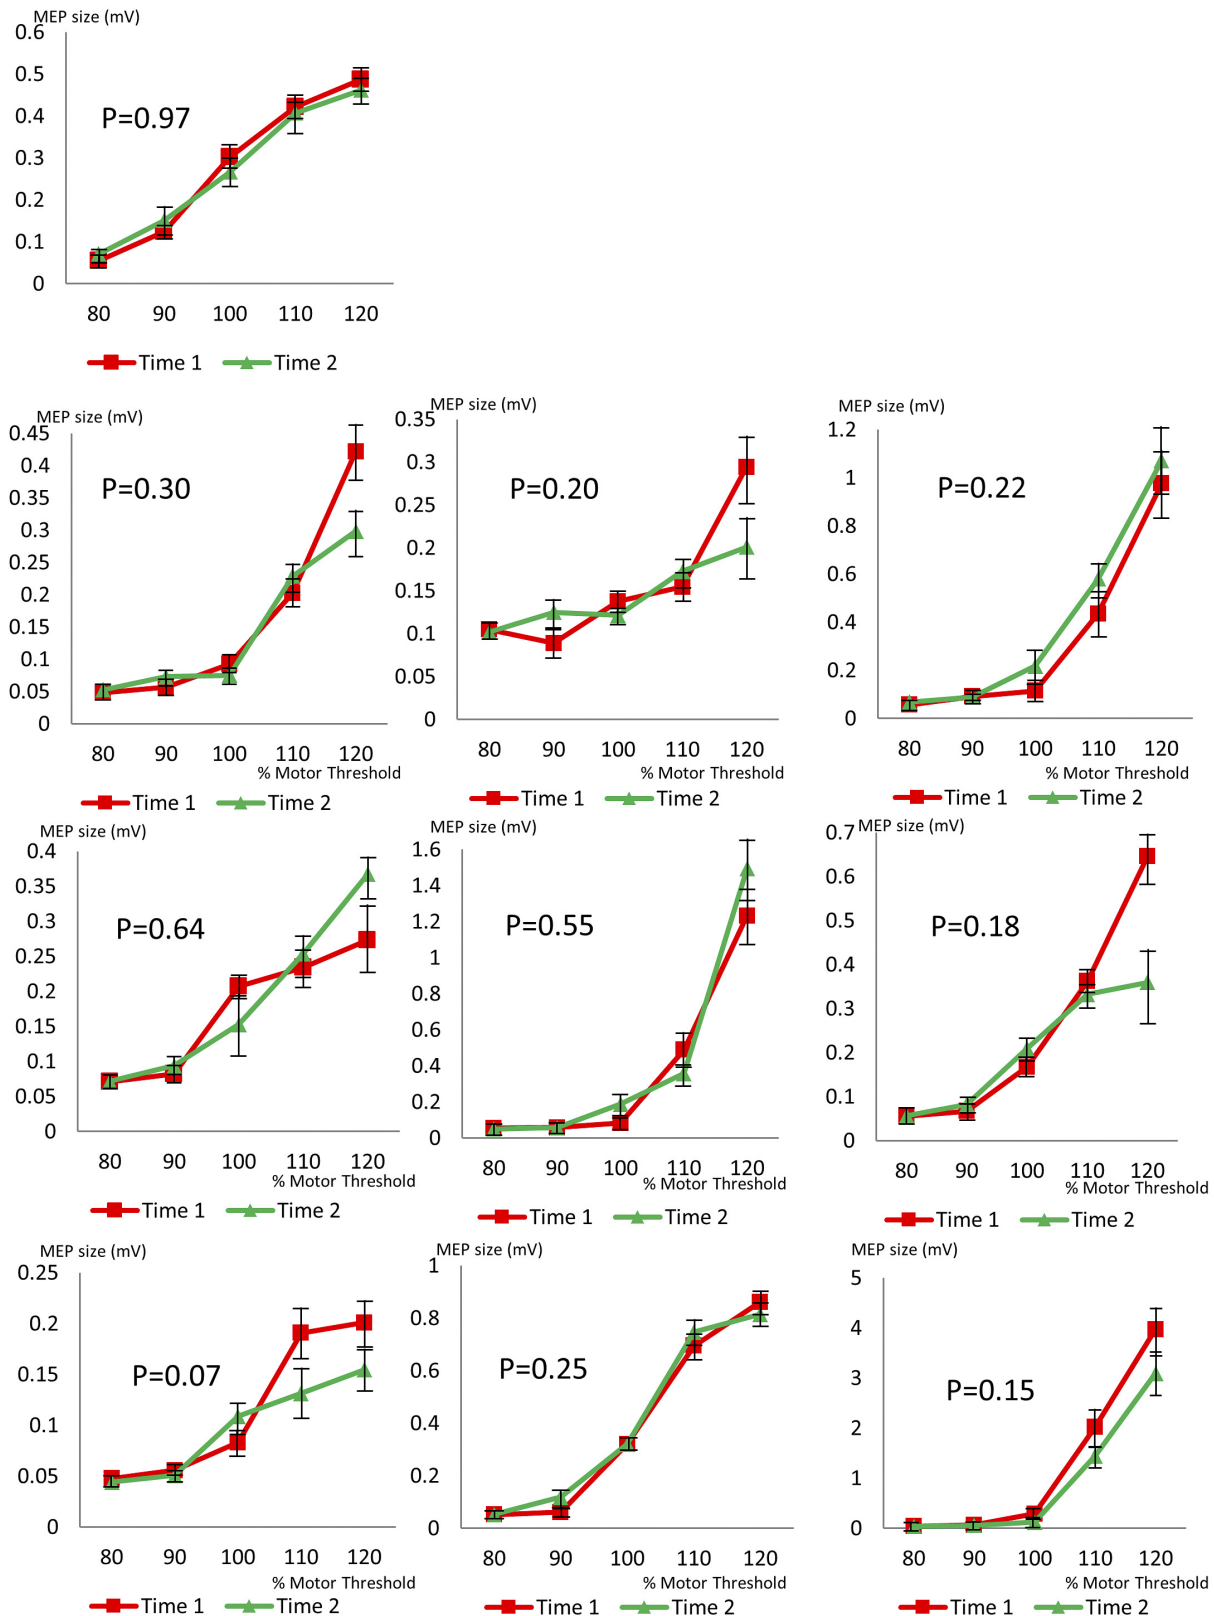 MEP size (mV)
0.6
0.5
0.4
0.3
0.2
0.1
0
P=0.97
80 90 100 110 120
Time 1 Time 2
MEP size (mV)
0.45
0.4
0.35
0.3
0.25
0.2
0.15
0.1
0.05
0
P=0.30
80 90 100 110 120
% Motor Threshold
Time 1 Time 2
MEP size (mV)
0.35
0.3
0.25
0.2
0.15
0.1
0.05
0
P=0.20
80 90 100 110 120
Time 1 Time 2
MEP size (mV)
1.2
1
0.8
0.6
0.4
0.2
0
P=0.22
80 90 100 110 120
% Motor Threshold
Time 1 Time 2
MEP size (mV)
0.4
0.35
0.3
0.25
0.2
0.15
0.1
0.05
0
P=0.64
80 90 100 110 120
% Motor Threshold
Time 1 Time 2
MEP size (mV)
1.6
1.4
1.2
1
0.8
0.6
0.4
0.2
0
P=0.55
80 90 100 110 120
% Motor Threshold
Time 1 Time 2
MEP size (mV)
0.7
0.6
0.5
0.4
0.3
0.2
0.1
0
P=0.18
80 90 100 110 120
% Motor Threshold
Time 1 Time 2
MEP size (mV)
0.25
0.2
0.15
0.1
0.05
0
P=0.07
80 90 100 110 120
% Motor Threshold
Time 1 Time 2
MEP size (mV)
1
0.8
0.6
0.4
0.2
0
P=0.25
80 90 100 110 120
% Motor Threshold
Time 1 Time 2
MEP size (mV)
5
4
3
2
1
0
P=0.15
80 90 100 110 120
% Motor Threshold
Time 1 Time 2